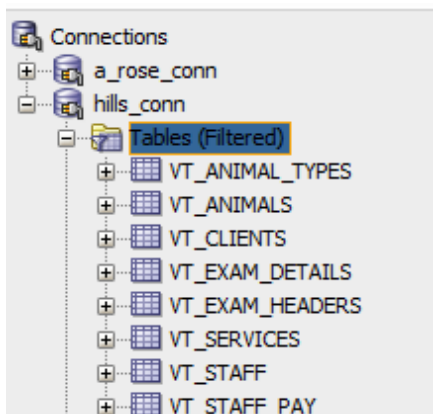 Connections
a_rose_conn
hills_conn
Tables (Filtered)
VT_ANIMAL_TYPES
VT_ANIMALS
VT_CLIENTS
VT_EXAM_DETAILS
VT_EXAM_HEADERS
VT_SERVICES
VT_STAFF
VT_STAFF_PAY